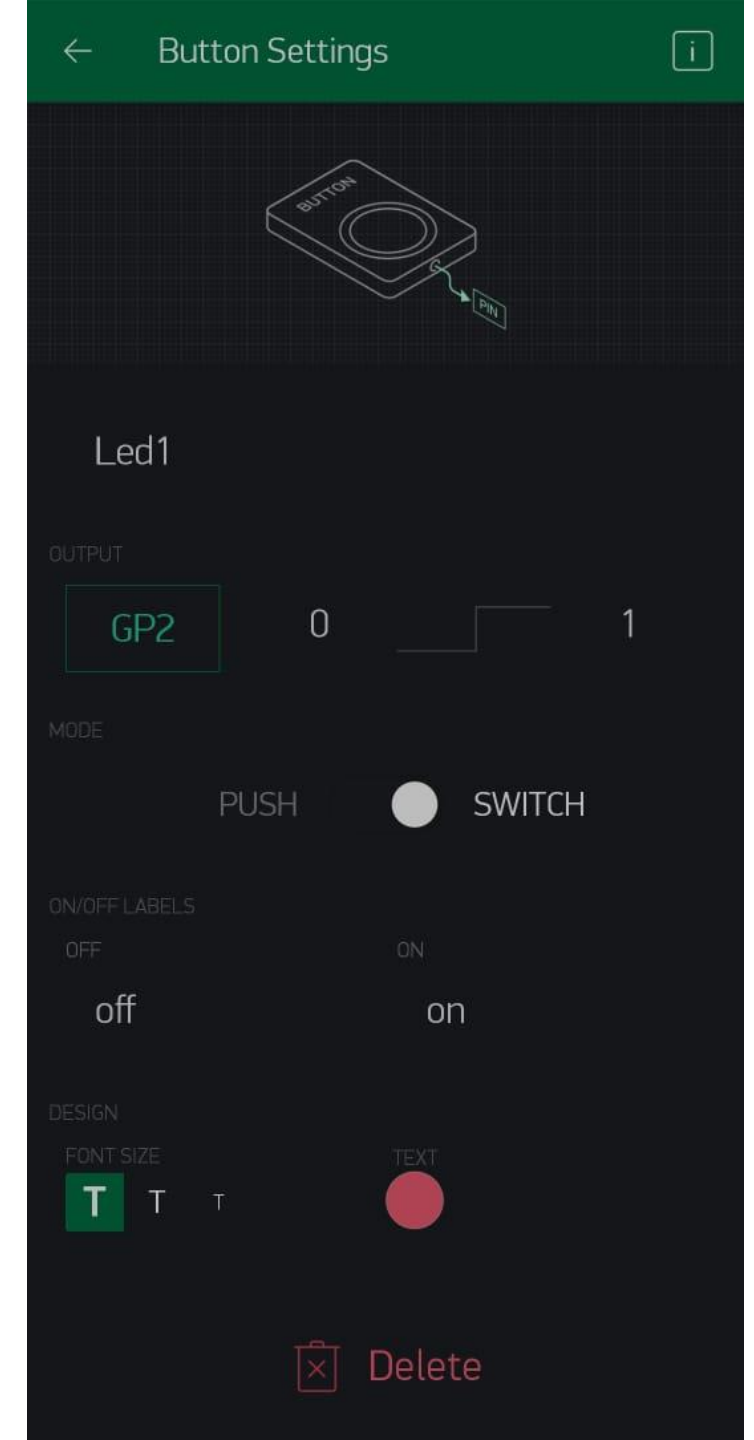 Button Settings
i
BUTTON
PIN
Led1
OUTPUT
GP2 0 1
MODE
PUSH SWITCH
ON/OFF LABELS
OFF ON
off on
DESIGN
FONT SIZE TEXT
T T T
Delete